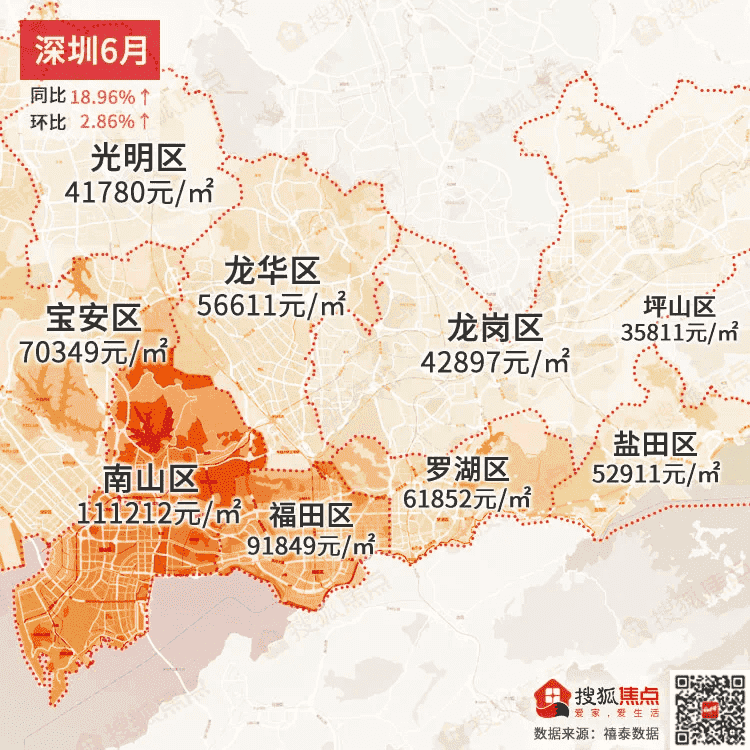 深圳6月
同比18.96%↑
环比 2.86%↑
光明区
41780元/㎡
龙华区
56611元/㎡
宝安区
70349元/㎡
龙岗区
42897元/㎡
坪山区
35811元/㎡
南山区
111212元/㎡
福田区
91849元/㎡
罗湖区
61852元/㎡
盐田区
52911元/㎡
搜狐焦点
爱家,爱生活
数据来源:禧泰数据